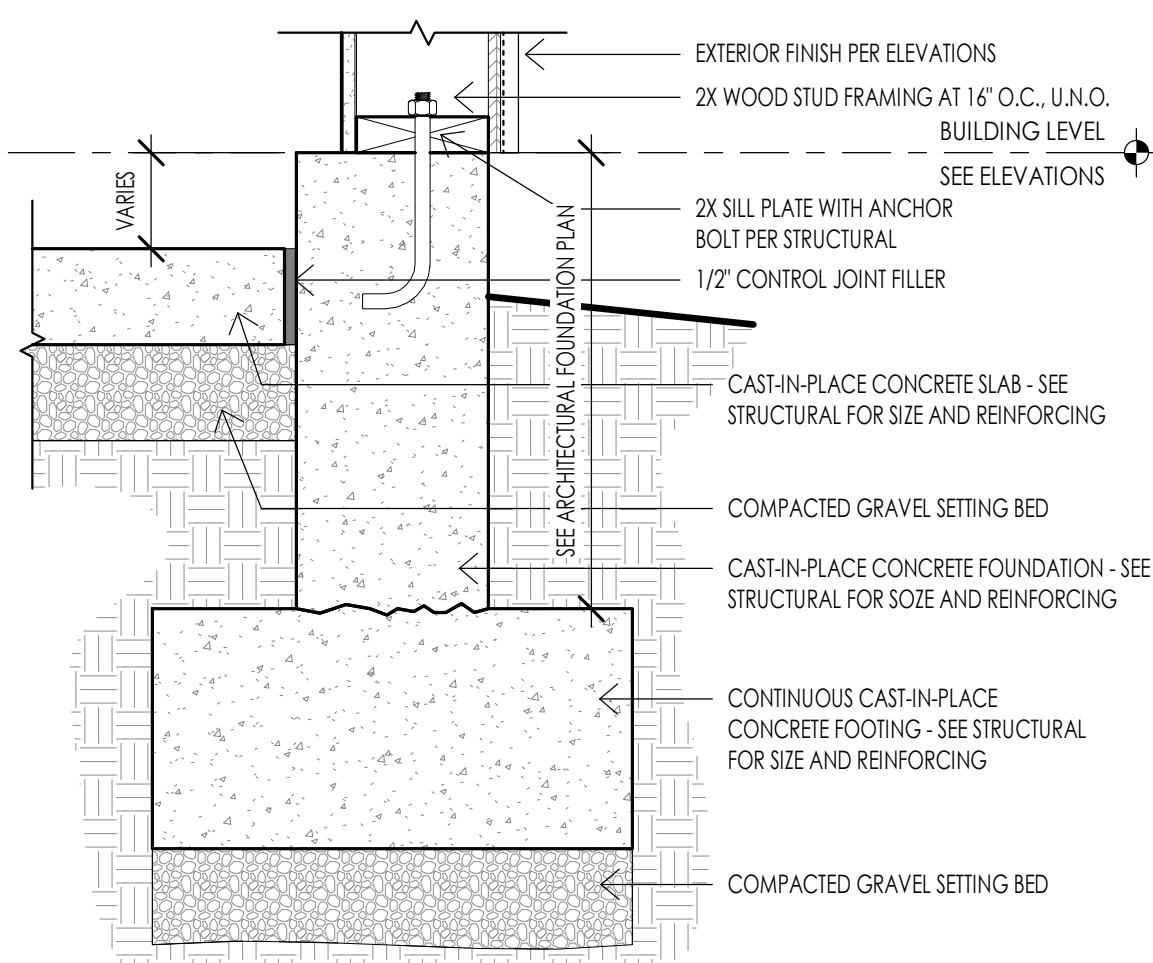 EXTERIOR FINISH PER ELEVATIONS
2X WOOD STUD FRAMING AT 16" O.C., U.N.O.
BUILDING LEVEL
SEE ELEVATIONS
VARIES
2X SILL PLATE WITH ANCHOR
BOLT PER STRUCTURAL
1/2" CONTROL JOINT FILLER
SEE ARCHITECTURAL FOUNDATION PLAN
CAST-IN-PLACE CONCRETE SLAB - SEE
STRUCTURAL FOR SIZE AND REINFORCING
COMPACTED GRAVEL SETTING BED
CAST-IN-PLACE CONCRETE FOUNDATION - SEE
STRUCTURAL FOR SOZE AND REINFORCING
CONTINUOUS CAST-IN-PLACE
CONCRETE FOOTING - SEE STRUCTURAL
FOR SIZE AND REINFORCING
COMPACTED GRAVEL SETTING BED